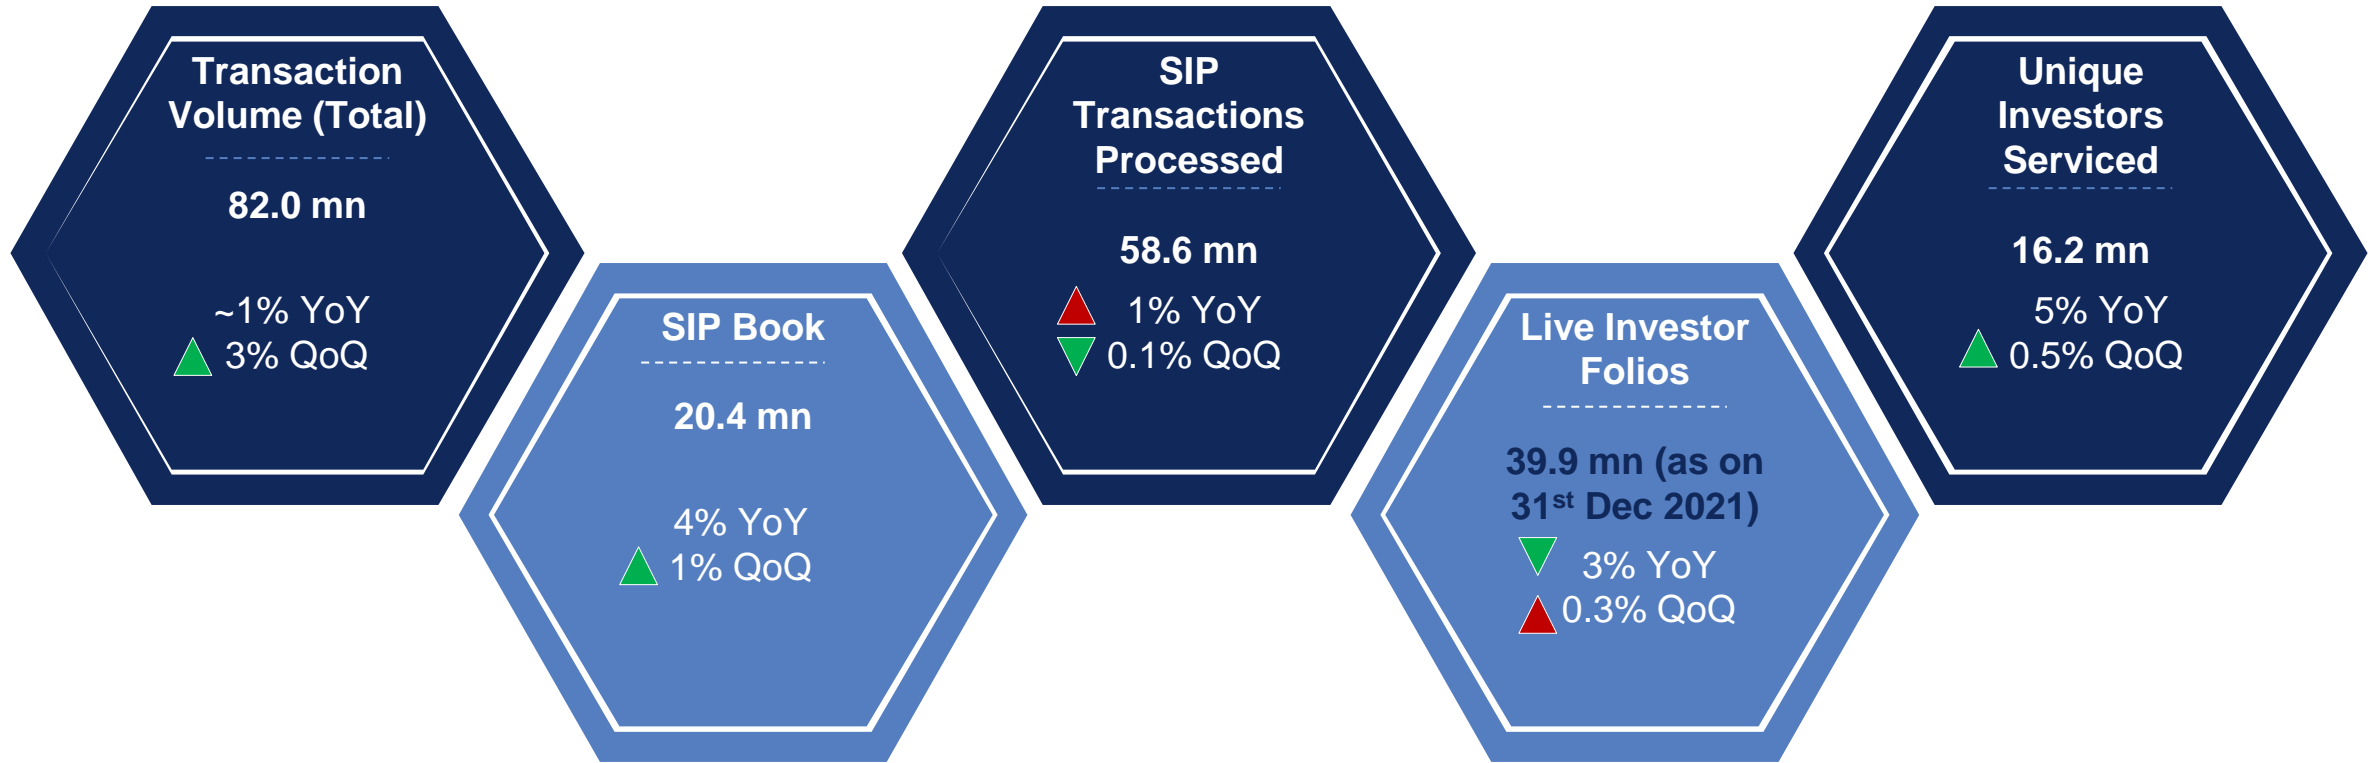 Transaction
Volume (Total)
82.0 mn
~1% YoY
3% QoQ
SIP Book
20.4 mn
4% YoY
1% QoQ
SIP
Transactions
Processed
58.6 mn
1% YoY
0.1% QoQ
Live Investor
Folios
39.9 mn (as on
31st Dec 2021)
3% YoY
0.3% QoQ
Unique
Investors
Serviced
16.2 mn
5% YoY
0.5% QoQ